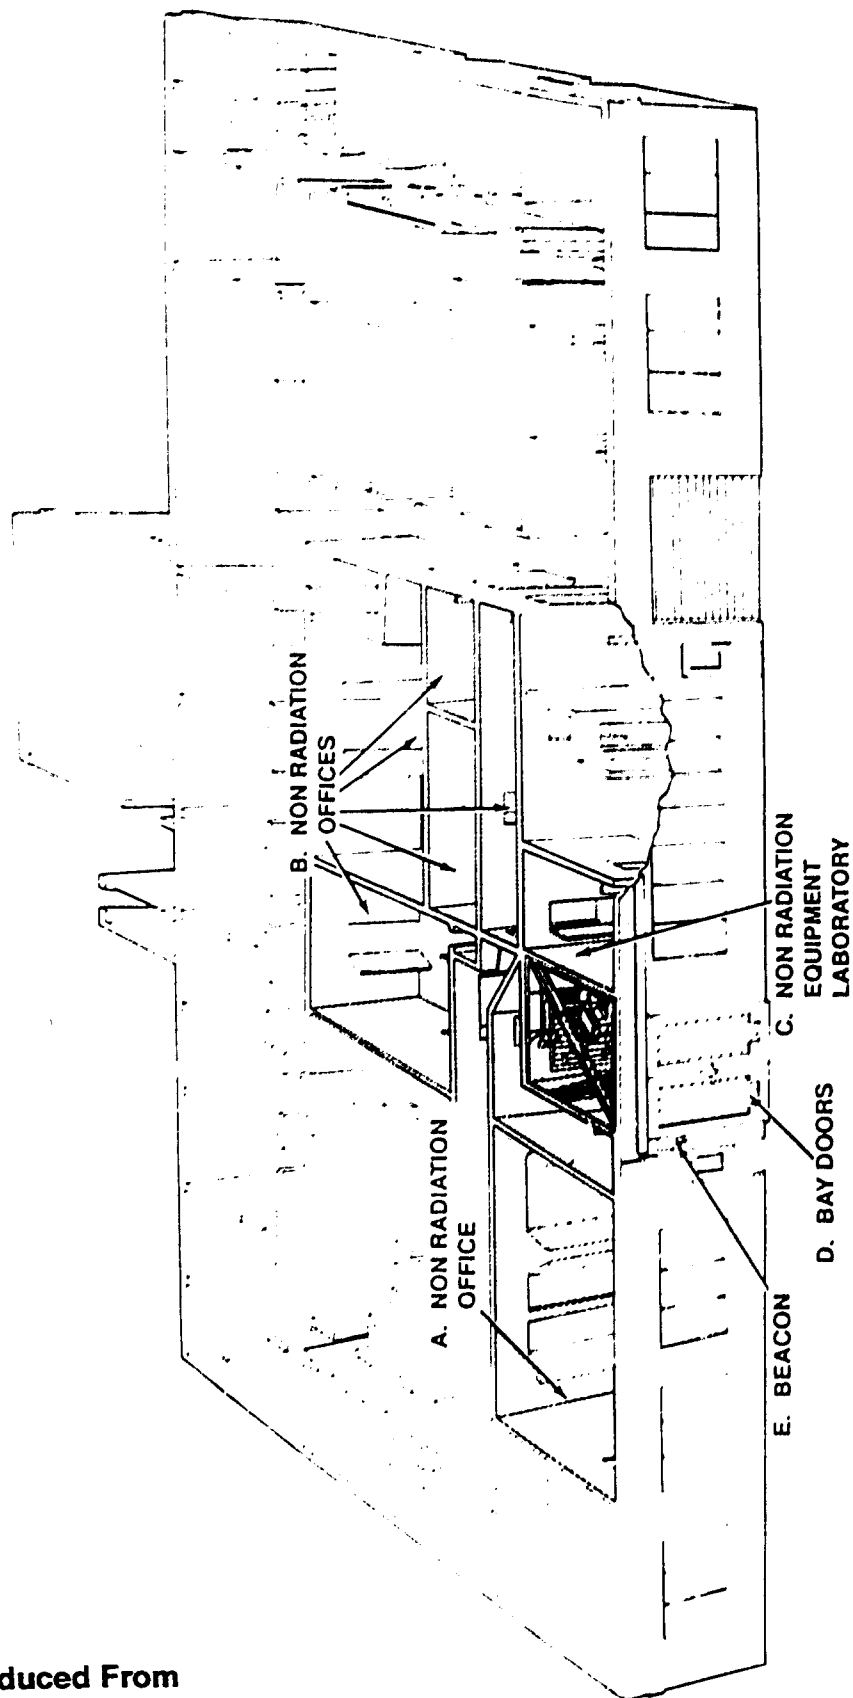 A. NON RADIATION
OFFICE
B. NON RADIATION
OFFICES
C. NON RADIATION
EQUIPMENT
LABORATORY
D. BAY DOORS
E. BEACON
duced From